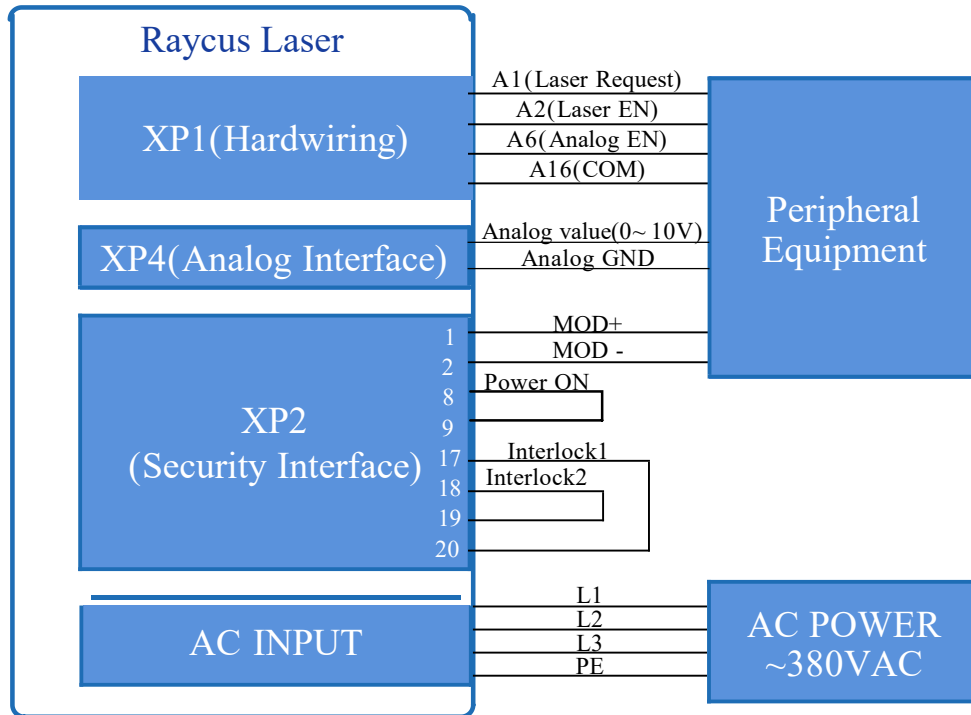 Raycus Laser
XP1(Hardwiring)
A1(Laser Request)
A2(Laser EN)
A6(Analog EN)
A16(COM)
Peripheral
Equipment
XP4(Analog Interface)
Analog value(0~ 10V)
Analog GND
XP2
(Security Interface)
1
2
8
9
17
18
19
20
MOD+
MOD -
Power ON
Interlock1
Interlock2
AC INPUT
L1
L2
L3
PE
AC POWER
~380VAC